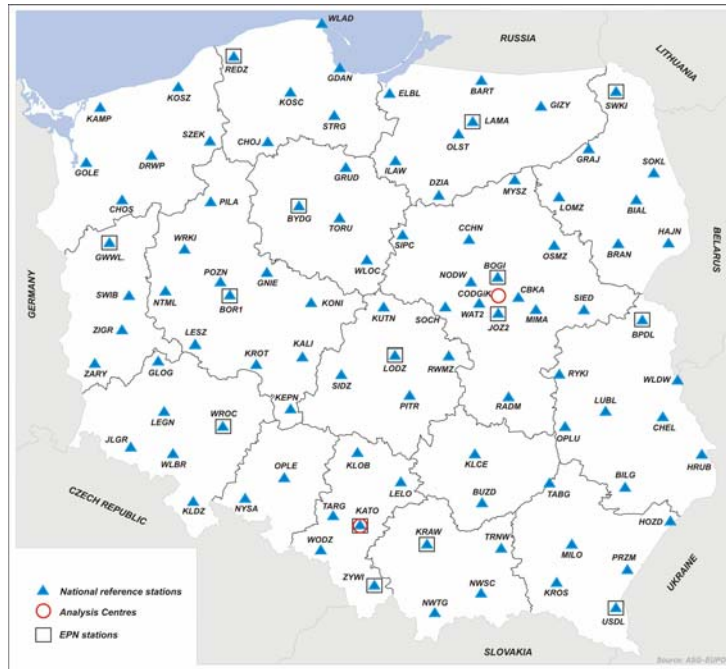 WLAD
RUSSIA
LITHUANIA
REDZ
GDAN
KOSZ
KOSC
ELBL
BART
GIZY
SWKI
KAMP
STRG
LAMA
SZEK
CHOJ
OLST
GRAJ
SOKL
GOLE
DRWP
GRUD
ILAW
DZIA
MYSZ
CHOS
PILA
BYDG
TORU
LOMZ
BIAL
HAJN
BELARUS
GWWL.
WRKI
SIPC
CCHN
OSMZ
BRAN
WLOC
GERMANY
POZN
GNIE
NODW
BOGI
SWIB
NTML
BOR1
KONI
CODGIK
CBKA
KUTN
SOCH
WAT2
JOZ2
MIMA
SIED
BPDL
ZIGR
LESZ
KROT
KALI
LODZ
RWMZ
ZARY
GLOG
SIDZ
RYKI
WLDW
KEPN
PITR
RADM
LUBL
LEGN
WROC
CHEL
JLGR
WLBR
OPLU
KLOB
KLCE
HRUB
OPLE
LELO
BUZD
TABG
BILG
CZECH REPUBLIC
KLDZ
NYSA
TARG
KATO
HOZD
KRAW
TRNW
MILO
WODZ
PRZM
UKRAINE
ZYWI
NWSC
KROS
NWTG
USDL
SLOVAKIA
National reference stations
Analysis Centres
EPN stations